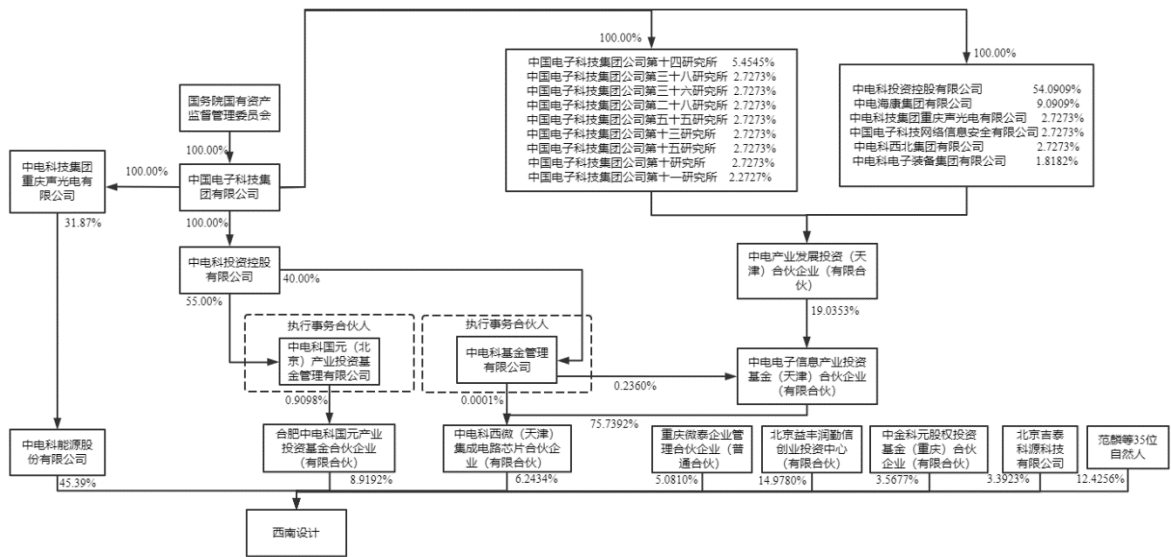 100.00%
100.00%
中国电子科技集团公司第十四研究所 5.4545%
中国电子科技集团公司第三十八研究所 2.7273%
中国电子科技集团公司第三十六研究所 2.7273%
中国电子科技集团公司第二十八研究所 2.7273%
中国电子科技集团公司第五十五研究所 2.7273%
中国电子科技集团公司第十三研究所 2.7273%
中国电子科技集团公司第十五研究所 2.7273%
中国电子科技集团公司第十研究所 2.7273%
中国电子科技集团公司第十一研究所 2.2727%
中电科投资控股有限公司 54.0909%
中电海康集团有限公司 9.0909%
中电科技集团重庆声光电有限公司 2.7273%
中国电子科技网络信息安全有限公司 2.7273%
中电科西北集团有限公司 2.7273%
中电科电子装备集团有限公司 1.8182%
国务院国有资产
监督管理委员会
100.00%
中电科技集团
重庆声光电有
限公司
100.00%
中国电子科技集
团有限公司
31.87%
100.00%
中电科投资控股
有限公司
40.00%
55.00%
中电产业发展投资（天
津）合伙企业（有限合
伙）
19.0353%
执行事务合伙人
中电科国元（北
京）产业投资基
金管理有限公司
执行事务合伙人
中电科基金管理
有限公司
中电电子信息产业投资
基金（天津）合伙企业
（有限合伙）
0.2360%
0.9098%
0.0001%
75.7392%
中电科能源股
份有限公司
合肥中电科国元产业
投资基金合伙企业
（有限合伙）
中电科西微（天津）
集成电路芯片合伙企
业（有限合伙）
重庆微泰企业管
理合伙企业（普
通合伙）
北京益丰润勤信
创业投资中心
（有限合伙）
中金科元股权投资
基金（重庆）合伙
企业（有限合伙）
北京吉泰
科源科技
有限公司
范麟等35位
自然人
45.39%
8.9192%
6.2434%
5.0810%
14.9780%
3.5677%
3.3923%
12.4256%
西南设计